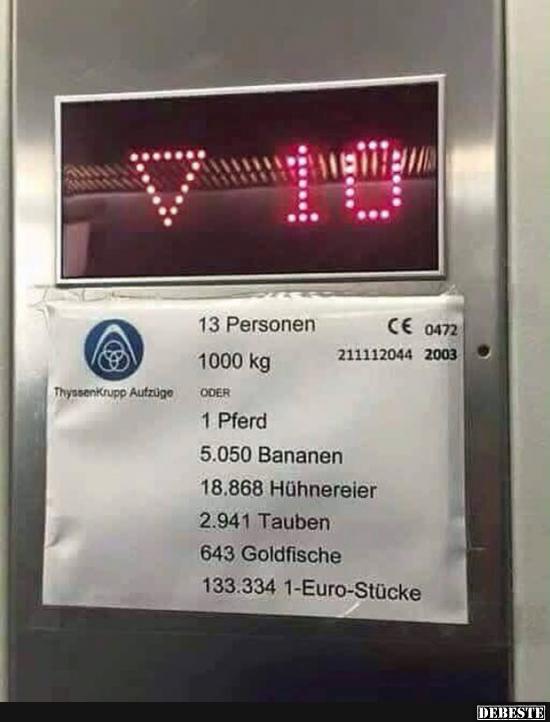 10
13 Personen CE 0472
1000 kg 211112044 2003
ThyssenKrupp Aufzüge ODER
1 Pferd
5.050 Bananen
18.868 Hühnereier
2.941 Tauben
643 Goldfische
133.334 1-Euro-Stücke
DEBESTE